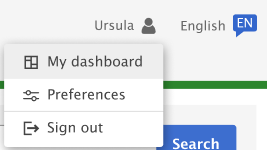 Ursula English EN
My dashboard
Preferences
Sign out
Search